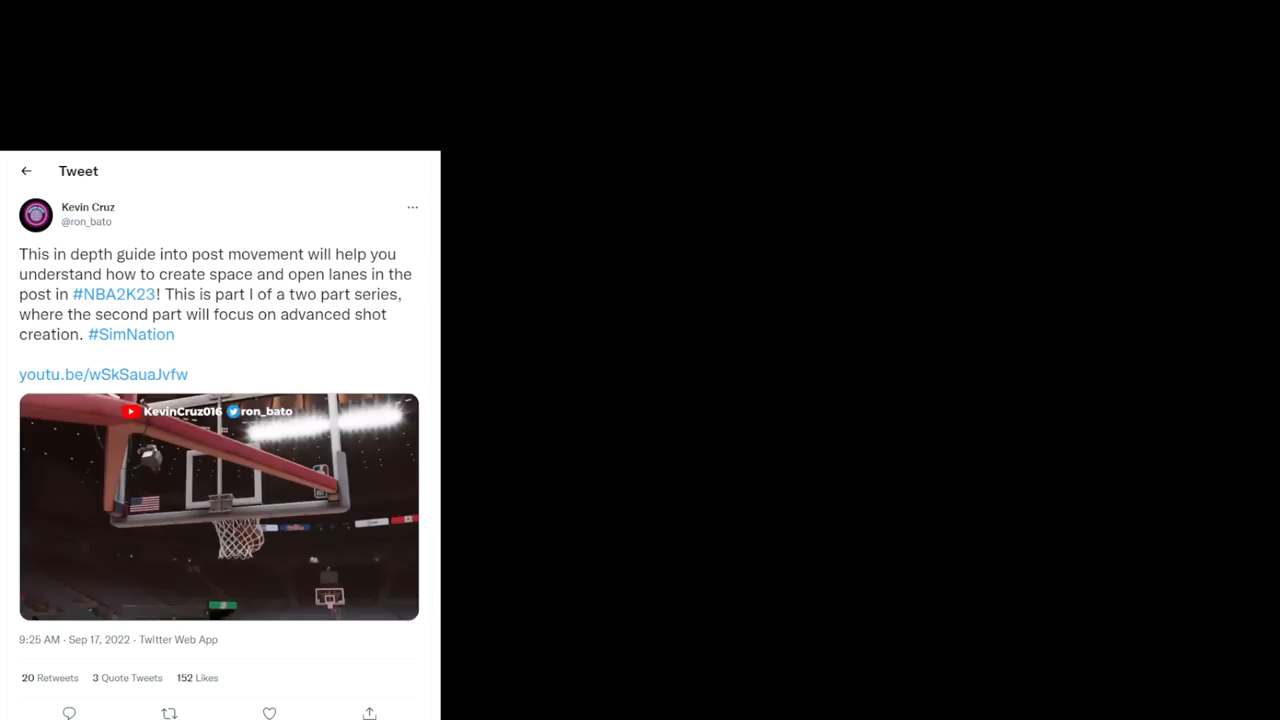 Tweet
Kevin Cruz
@ron_bato
This in depth guide into post movement will help you
understand how to create space and open lanes in the
post in #NBA2K23! This is part I of a two part series,
where the second part will focus on advanced shot
creation. #SimNation
youtu.be/wSkSauaJvfw
KevinCruz016 ron_bato
9:25 AM · Sep 17, 2022 · Twitter Web App
20 Retweets 3 Quote Tweets 152 Likes